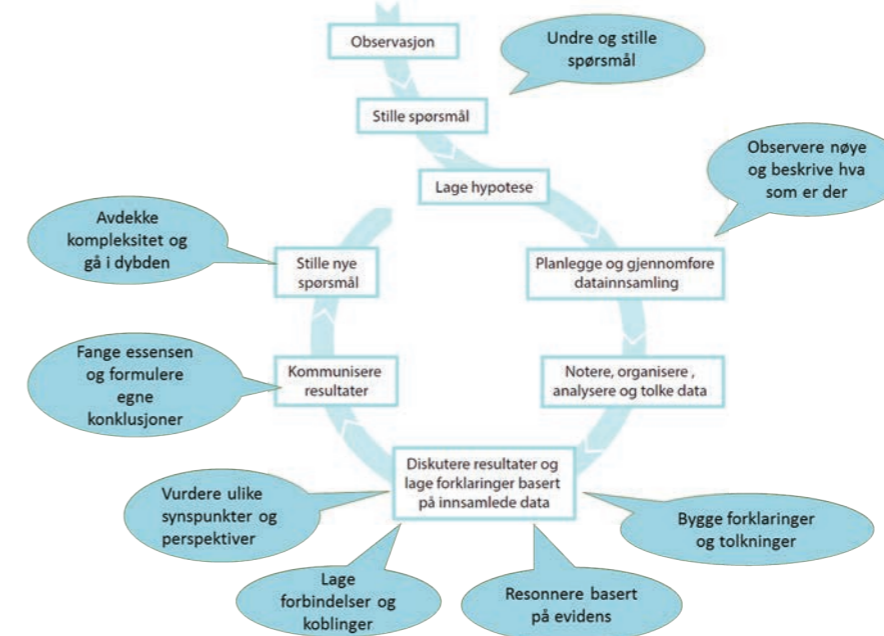 Observasjon
Undre og stille
spørsmål
Stille spørsmål
Observere nøye
og beskrive hva
som er der
Lage hypotese
Avdekke
kompleksitet og
gå i dybden
Stille nye
spørsmål
Planlegge og gjennomføre
datainnsamling
Fange essensen
og formulere
egne
konklusjoner
Kommunisere
resultater
Notere, organisere ,
analysere og tolke data
Diskutere resultater og
lage forklaringer basert
på innsamlede data
Vurdere ulike
synspunkter og
perspektiver
Bygge forklaringer
og tolkninger
Lage
forbindelser og
koblinger
Resonnere basert
på evidens